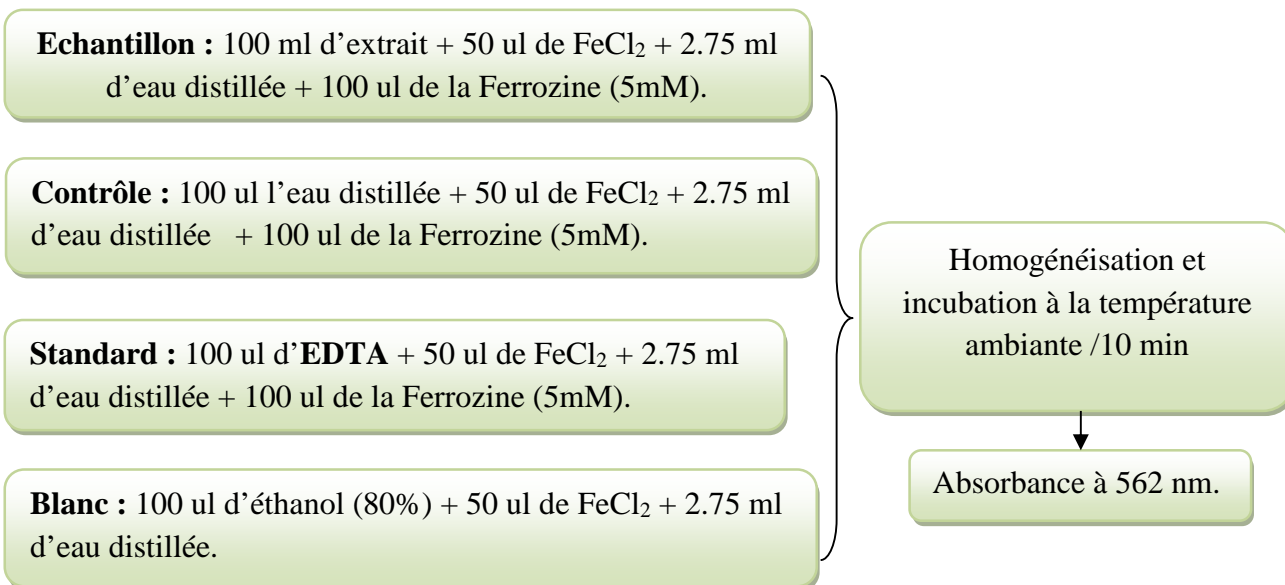 Echantillon : 100 ml d’extrait + 50 ul de FeCl₂ + 2.75 ml
d’eau distillée + 100 ul de la Ferrozine (5mM).
Contrôle : 100 ul l’eau distillée + 50 ul de FeCl₂ + 2.75 ml
d’eau distillée + 100 ul de la Ferrozine (5mM).
Standard : 100 ul d’EDTA + 50 ul de FeCl₂ + 2.75 ml
d’eau distillée + 100 ul de la Ferrozine (5mM).
Blanc : 100 ul d’éthanol (80%) + 50 ul de FeCl₂ + 2.75 ml
d’eau distillée.
Homogénéisation et
incubation à la température
ambiante /10 min
Absorbance à 562 nm.